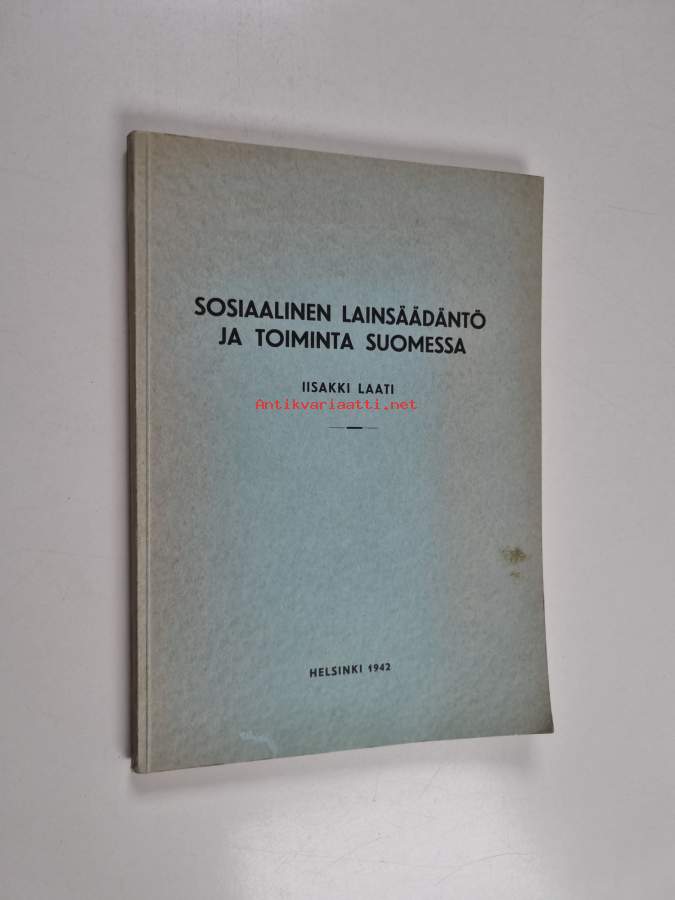 SOSIAALINEN LAINSÄÄDÄNTÖ
JA TOIMINTA SUOMESSA
IISAKKI LAATI
Antikvariaatti.net
HELSINKI 1942